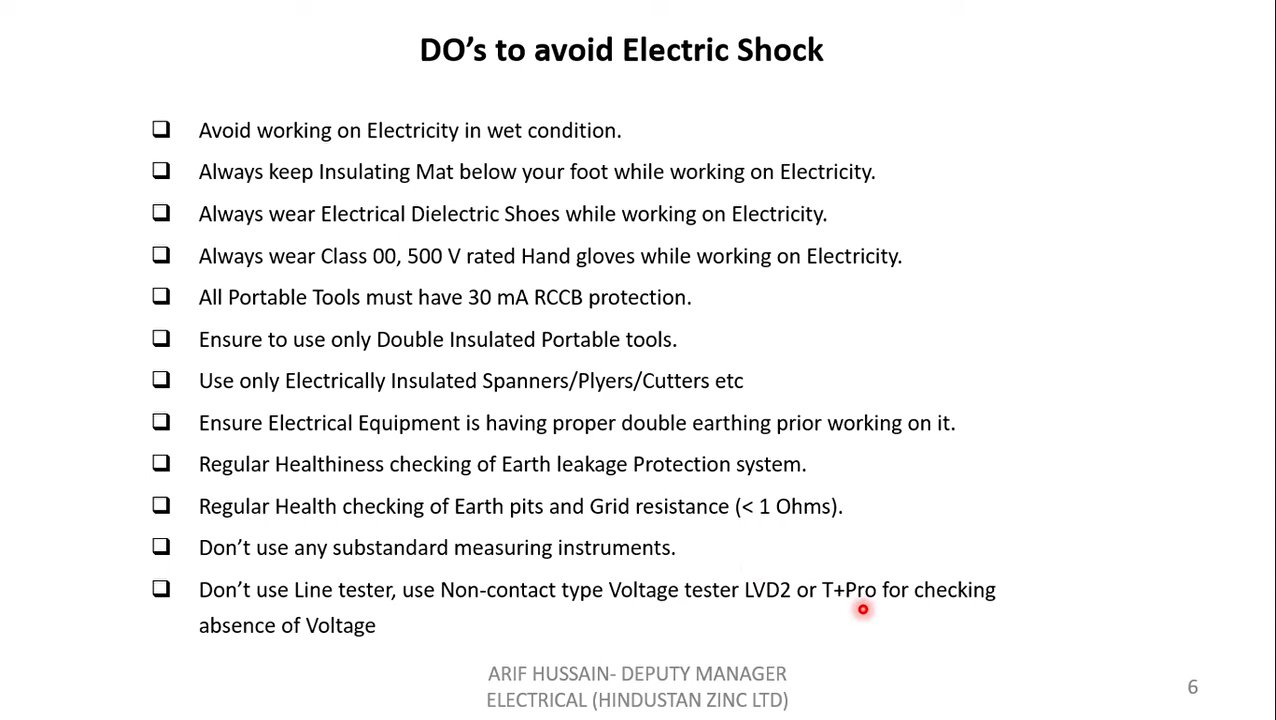 DO’s to avoid Electric Shock
Avoid working on Electricity in wet condition.
Always keep Insulating Mat below your foot while working on Electricity.
Always wear Electrical Dielectric Shoes while working on Electricity.
Always wear Class 00, 500 V rated Hand gloves while working on Electricity.
All Portable Tools must have 30 mA RCCB protection.
Ensure to use only Double Insulated Portable tools.
Use only Electrically Insulated Spanners/Plyers/Cutters etc
Ensure Electrical Equipment is having proper double earthing prior working on it.
Regular Healthiness checking of Earth leakage Protection system.
Regular Health checking of Earth pits and Grid resistance (< 1 Ohms).
Don’t use any substandard measuring instruments.
Don’t use Line tester, use Non-contact type Voltage tester LVD2 or T+Pro for checking
absence of Voltage
ARIF HUSSAIN- DEPUTY MANAGER
ELECTRICAL (HINDUSTAN ZINC LTD)
6